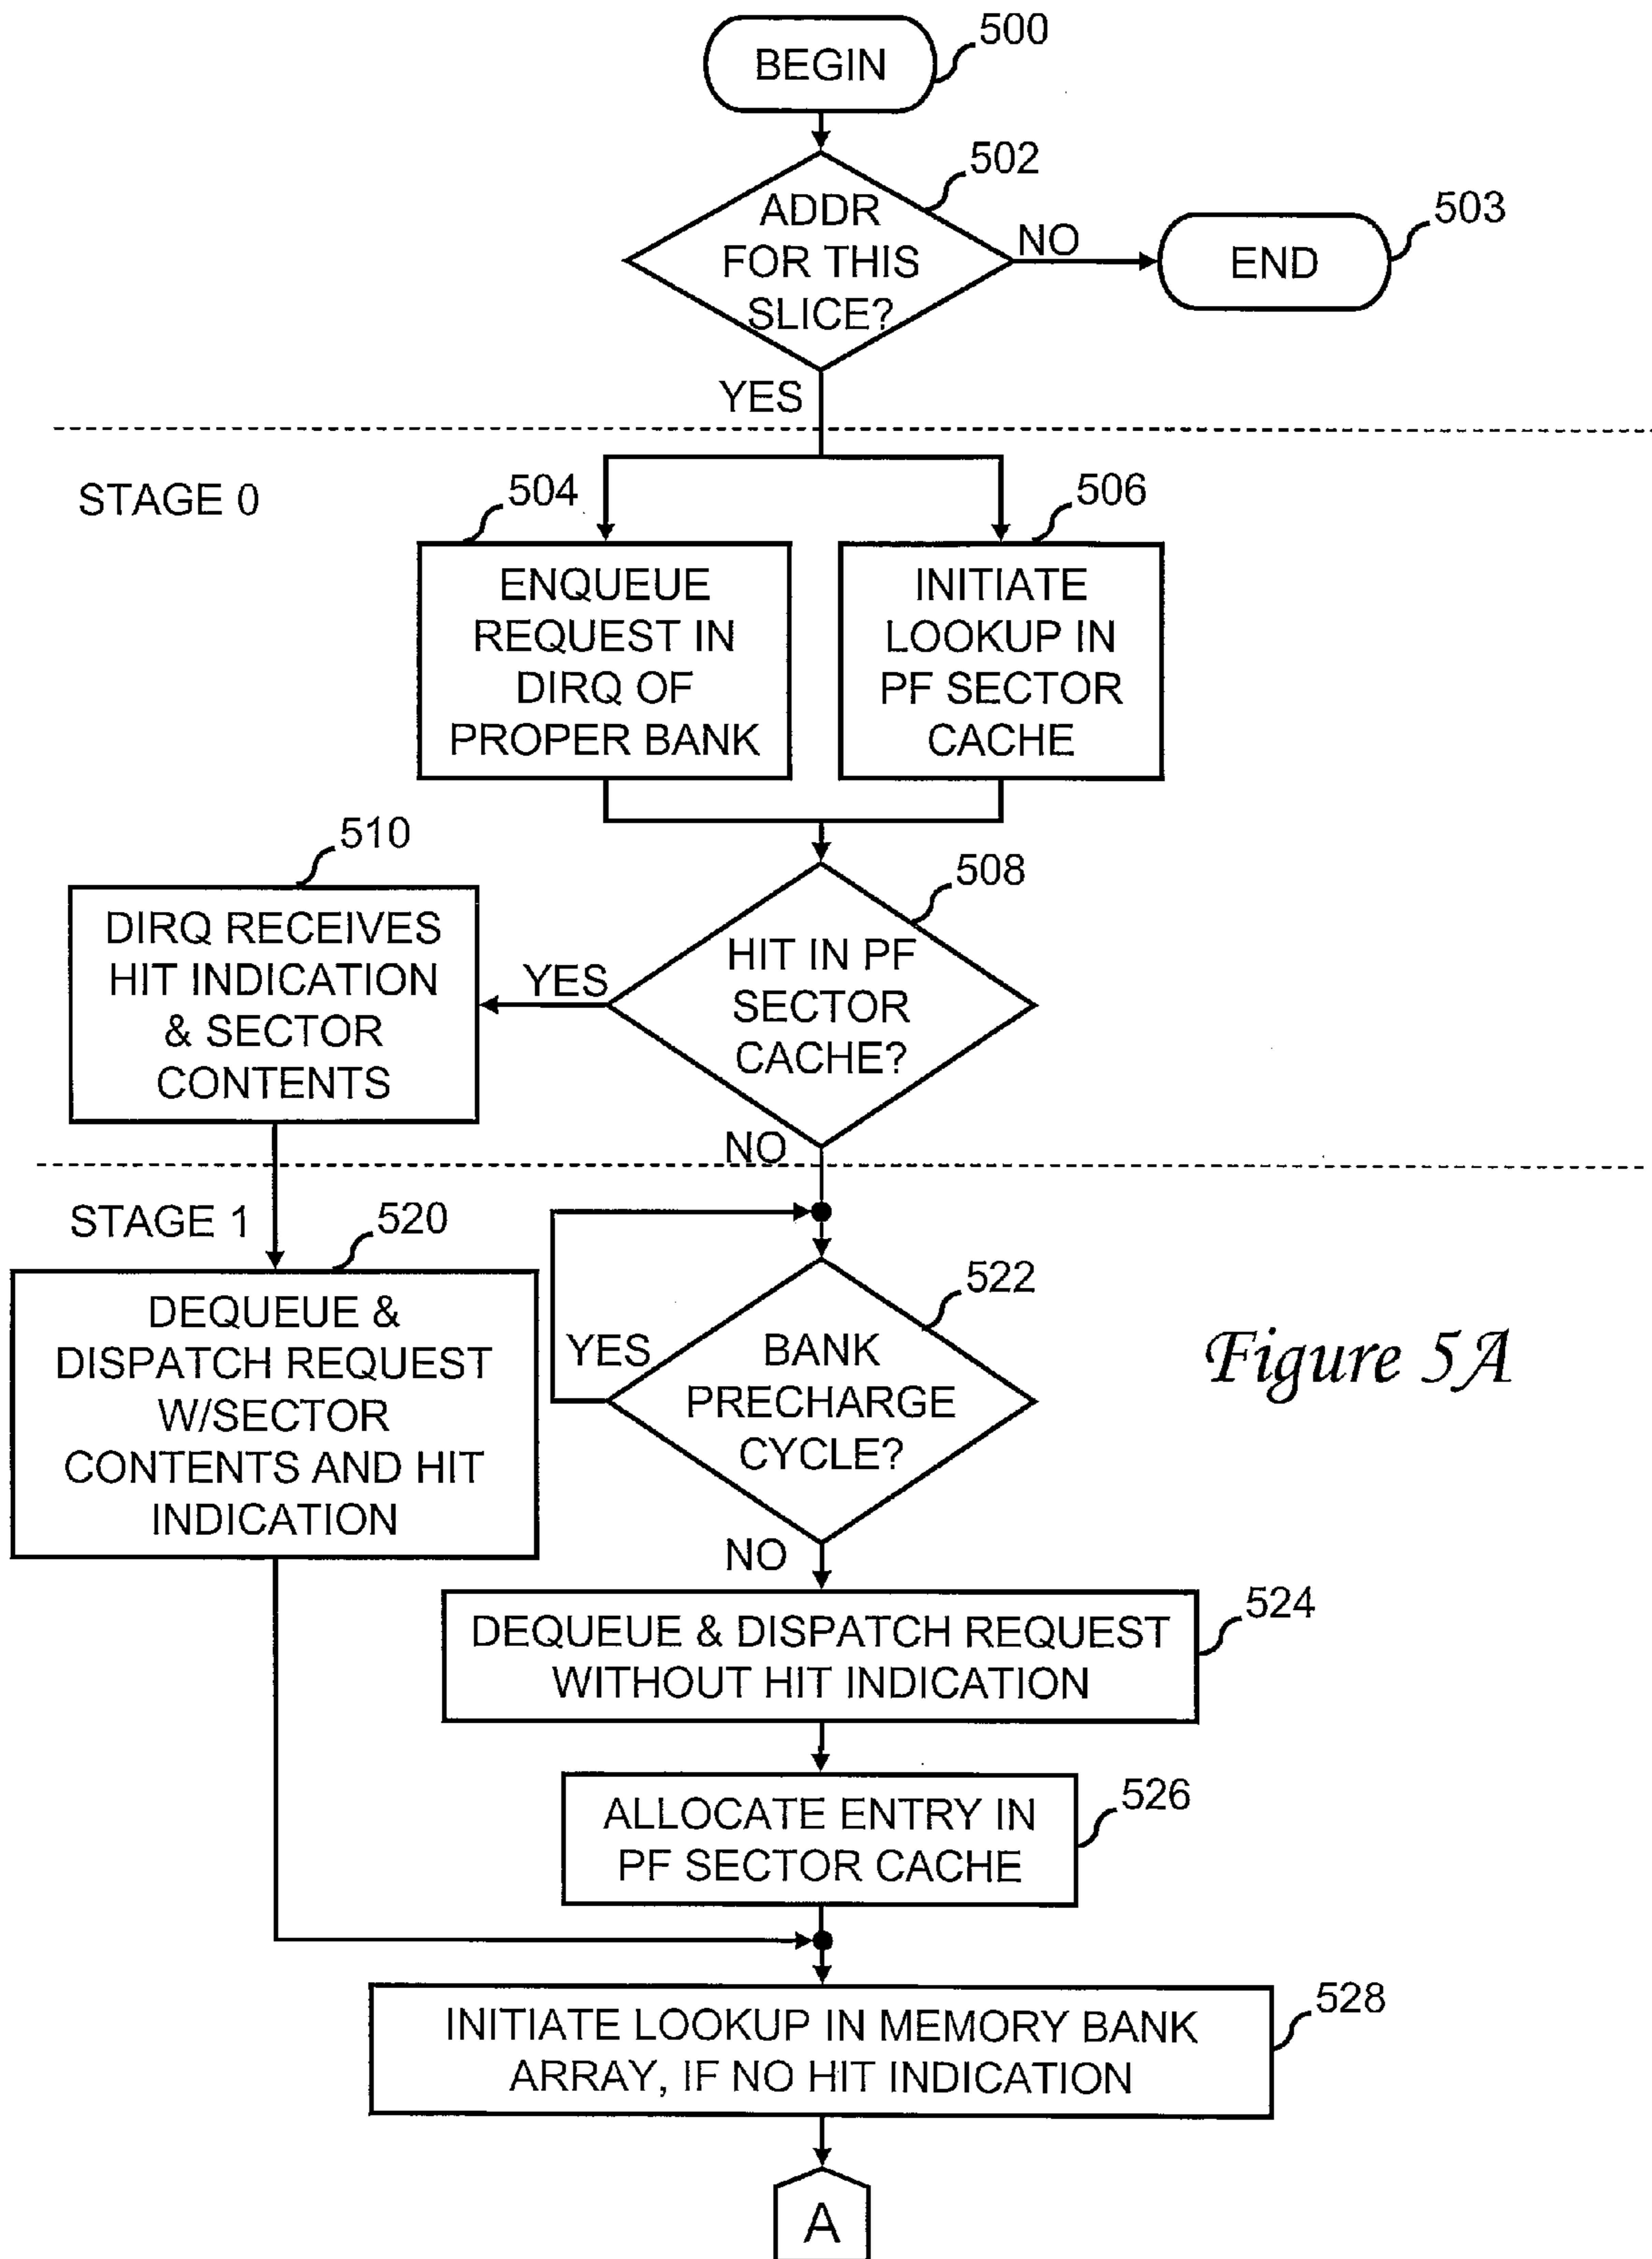 500
BEGIN
502
ADDR
FOR THIS
SLICE?
NO
503
END
YES
STAGE 0
504
ENQUEUE
REQUEST IN
DIRQ OF
PROPER BANK
506
INITIATE
LOOKUP IN
PF SECTOR
CACHE
510
DIRQ RECEIVES
HIT INDICATION
& SECTOR
CONTENTS
508
HIT IN PF
SECTOR
CACHE?
YES
NO
STAGE 1
520
DEQUEUE &
DISPATCH REQUEST
W/SECTOR
CONTENTS AND HIT
INDICATION
522
BANK
PRECHARGE
CYCLE?
YES
NO
Figure 5A
524
DEQUEUE & DISPATCH REQUEST
WITHOUT HIT INDICATION
526
ALLOCATE ENTRY IN
PF SECTOR CACHE
528
INITIATE LOOKUP IN MEMORY BANK
ARRAY, IF NO HIT INDICATION
A